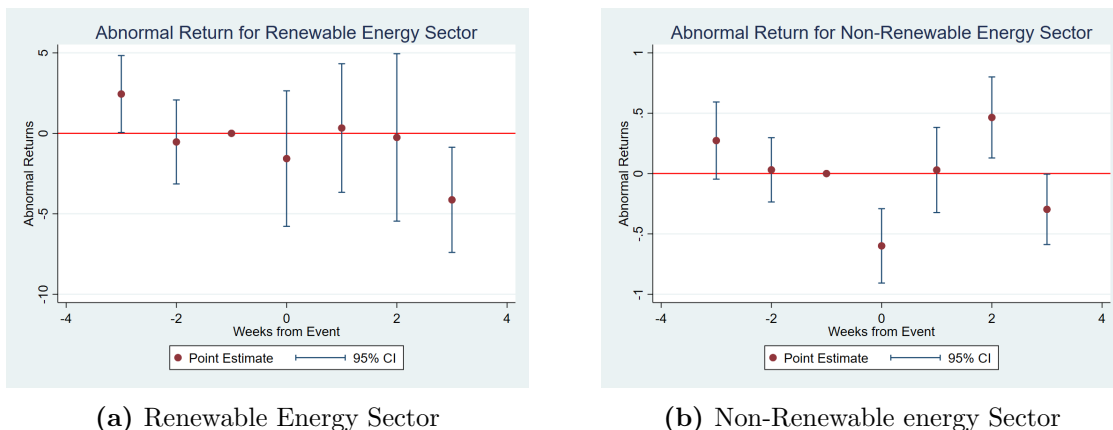 Abnormal Return for Renewable Energy Sector
Abnormal Returns
5
0
-5
-10
-4
-2
0
2
4
Weeks from Event
Point Estimate
95% CI
(a) Renewable Energy Sector
Abnormal Return for Non-Renewable Energy Sector
Abnormal Returns
1
.5
0
-.5
-1
-4
-2
0
2
4
Weeks from Event
Point Estimate
95% CI
(b) Non-Renewable energy Sector